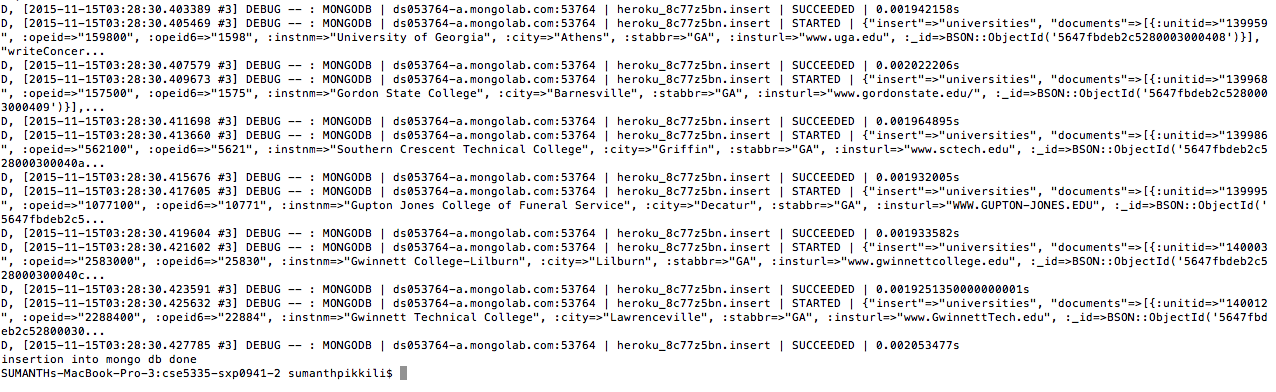 D, [2015-11-15T03:28:30.403389 #3] DEBUG -- : MONGODB | ds053764-a.mongolab.com:53764 | heroku_8c77z5bn.insert | SUCCEEDED | 0.001942158s
D, [2015-11-15T03:28:30.405469 #3] DEBUG -- : MONGODB | ds053764-a.mongolab.com:53764 | heroku_8c77z5bn.insert | STARTED | {"insert"=>"universities", "documents"=>[{:unitid=>"139959
", :opeid=>"159800", :opeid6=>"1598", :instnm=>"University of Georgia", :city=>"Athens", :stabbr=>"GA", :insturl=>"www.uga.edu", :_id=>BSON::ObjectId('5647fbdeb2c5280003000408')}],
"writeConcer...
D, [2015-11-15T03:28:30.407579 #3] DEBUG -- : MONGODB | ds053764-a.mongolab.com:53764 | heroku_8c77z5bn.insert | SUCCEEDED | 0.002022206s
D, [2015-11-15T03:28:30.409673 #3] DEBUG -- : MONGODB | ds053764-a.mongolab.com:53764 | heroku_8c77z5bn.insert | STARTED | {"insert"=>"universities", "documents"=>[{:unitid=>"139968
", :opeid=>"157500", :opeid6=>"1575", :instnm=>"Gordon State College", :city=>"Barnesville", :stabbr=>"GA", :insturl=>"www.gordonstate.edu/", :_id=>BSON::ObjectId('5647fbdeb2c528000
3000409')}],...
D, [2015-11-15T03:28:30.411698 #3] DEBUG -- : MONGODB | ds053764-a.mongolab.com:53764 | heroku_8c77z5bn.insert | SUCCEEDED | 0.001964895s
D, [2015-11-15T03:28:30.413660 #3] DEBUG -- : MONGODB | ds053764-a.mongolab.com:53764 | heroku_8c77z5bn.insert | STARTED | {"insert"=>"universities", "documents"=>[{:unitid=>"139986
", :opeid=>"562100", :opeid6=>"5621", :instnm=>"Southern Crescent Technical College", :city=>"Griffin", :stabbr=>"GA", :insturl=>"www.sctech.edu", :_id=>BSON::ObjectId('5647fbdeb2c5
28000300040a...
D, [2015-11-15T03:28:30.415676 #3] DEBUG -- : MONGODB | ds053764-a.mongolab.com:53764 | heroku_8c77z5bn.insert | SUCCEEDED | 0.001932005s
D, [2015-11-15T03:28:30.417605 #3] DEBUG -- : MONGODB | ds053764-a.mongolab.com:53764 | heroku_8c77z5bn.insert | STARTED | {"insert"=>"universities", "documents"=>[{:unitid=>"139995
", :opeid=>"1077100", :opeid6=>"10771", :instnm=>"Gupton Jones College of Funeral Service", :city=>"Decatur", :stabbr=>"GA", :insturl=>"WWW.GUPTON-JONES.EDU", :_id=>BSON::ObjectId('
5647fbdeb2c5...
D, [2015-11-15T03:28:30.419604 #3] DEBUG -- : MONGODB | ds053764-a.mongolab.com:53764 | heroku_8c77z5bn.insert | SUCCEEDED | 0.001933582s
D, [2015-11-15T03:28:30.421602 #3] DEBUG -- : MONGODB | ds053764-a.mongolab.com:53764 | heroku_8c77z5bn.insert | STARTED | {"insert"=>"universities", "documents"=>[{:unitid=>"140003
", :opeid=>"2583000", :opeid6=>"25830", :instnm=>"Gwinnett College-Lilburn", :city=>"Lilburn", :stabbr=>"GA", :insturl=>"www.gwinnettcollege.edu", :_id=>BSON::ObjectId('5647fbdeb2c5
28000300040c...
D, [2015-11-15T03:28:30.423591 #3] DEBUG -- : MONGODB | ds053764-a.mongolab.com:53764 | heroku_8c77z5bn.insert | SUCCEEDED | 0.0019251350000000001s
D, [2015-11-15T03:28:30.425632 #3] DEBUG -- : MONGODB | ds053764-a.mongolab.com:53764 | heroku_8c77z5bn.insert | STARTED | {"insert"=>"universities", "documents"=>[{:unitid=>"140012
", :opeid=>"2288400", :opeid6=>"22884", :instnm=>"Gwinnett Technical College", :city=>"Lawrenceville", :stabbr=>"GA", :insturl=>"www.GwinnettTech.edu", :_id=>BSON::ObjectId('5647fbd
eb2c52800030...
D, [2015-11-15T03:28:30.427785 #3] DEBUG -- : MONGODB | ds053764-a.mongolab.com:53764 | heroku_8c77z5bn.insert | SUCCEEDED | 0.002053477s
insertion into mongo db done
SUMANTHs-MacBook-Pro-3:cse5335-sxp0941-2 sumanthpikkili$